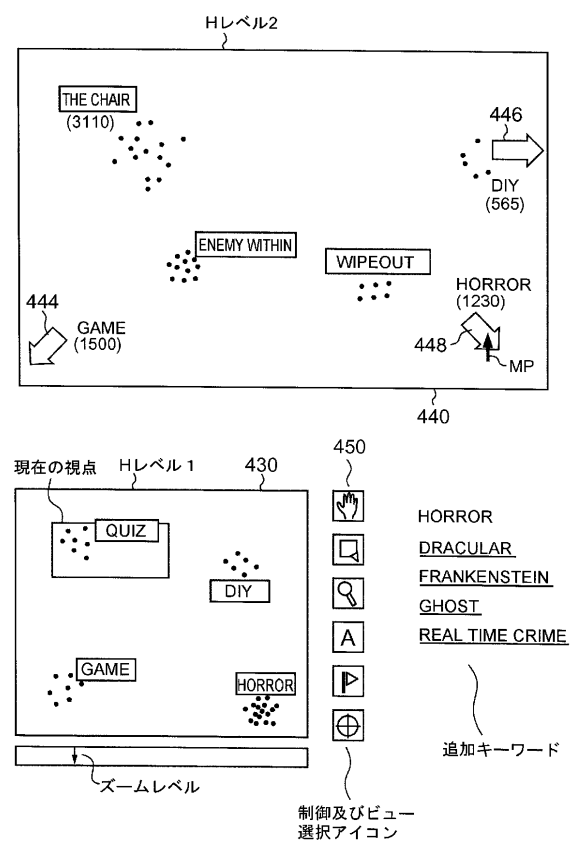 Hレベル2
THE CHAIR
(3110)
446
DIY
(565)
ENEMY WITHIN
WIPEOUT
HORROR
(1230)
444
GAME
(1500)
448
MP
440
現在の視点
Hレベル1
430
450
QUIZ
DIY
GAME
HORROR
A
HORROR
DRACULAR
FRANKENSTEIN
GHOST
REAL TIME CRIME
追加キーワード
ズームレベル
制御及びビュー
選択アイコン